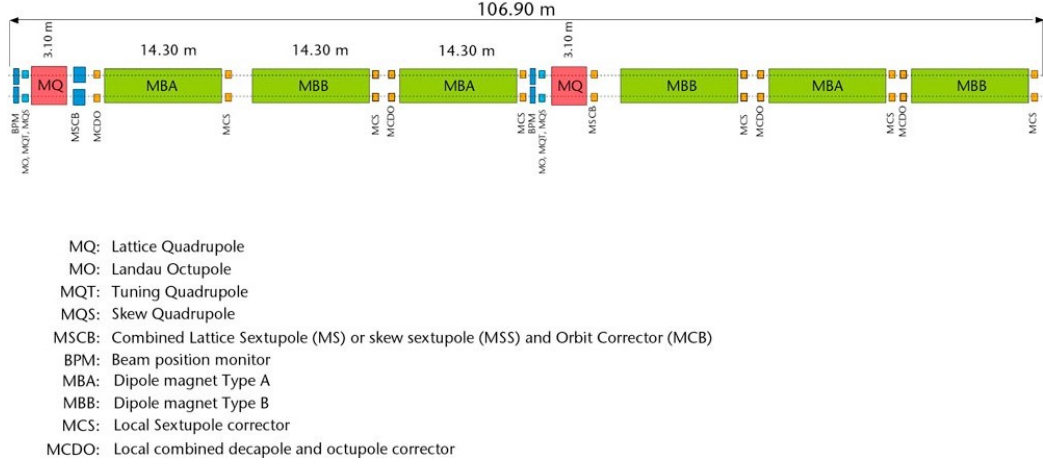 106.90 m
3.10 m
14.30 m
14.30 m
14.30 m
3.10 m
MQ
MBA
MBB
MBA
MQ
MBB
MBA
MBB
BPM
MO, MQT, MQS
MSCB
MCDO
MCS
MCS
MCDO
MCS
BPM
MO, MQT, MQS
MSCB
MCS
MCDO
MCS
MCDO
MCS
MQ: Lattice Quadrupole
MO: Landau Octupole
MQT: Tuning Quadrupole
MQS: Skew Quadrupole
MSCB: Combined Lattice Sextupole (MS) or skew sextupole (MSS) and Orbit Corrector (MCB)
BPM: Beam position monitor
MBA: Dipole magnet Type A
MBB: Dipole magnet Type B
MCS: Local Sextupole corrector
MCDO: Local combined decapole and octupole corrector